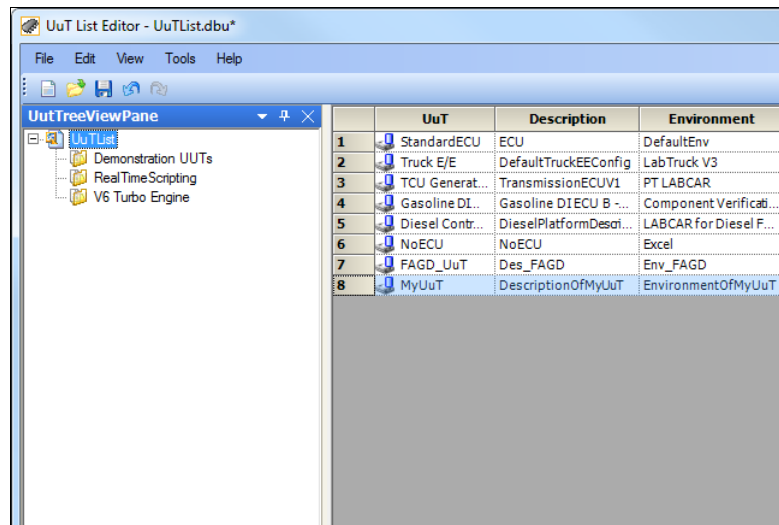 UuT List Editor - UuTList.dbu*
File Edit View Tools Help
UutTreeViewPane
UuTList
Demonstration UUTs
RealTimeScripting
V6 Turbo Engine
UuT Description Environment
1 StandardECU ECU DefaultEnv
2 Truck E/E DefaultTruckEEConfig LabTruck V3
3 TCU Generat... TransmissionECUV1 PT LABCAR
4 Gasoline DI... Gasoline DI ECU B -... Component Verificati...
5 Diesel Contr... DieselPlatformDescri... LABCAR for Diesel F...
6 NoECU NoECU Excel
7 FAGD_UuT Des_FAGD Env_FAGD
8 MyUuT DescriptionOfMyUuT EnvironmentOfMyUuT